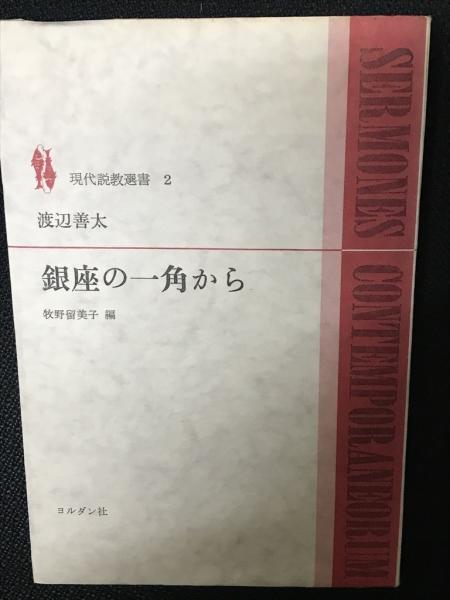 現代説教選書 2
渡辺善太
銀座の一角から
牧野留美子 編
ヨルダン社
SERMONES CONTEMPORANEORUM